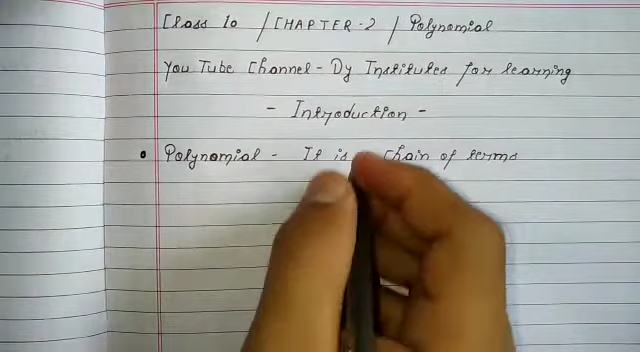 Class 10 / CHAPTER-2 / Polynomial
You Tube Channel - Dy Institutes for learning
- Introduction -
• Polynomial - It is chain of terms